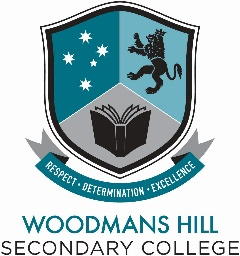 RESPECT • DETERMINATION • EXCELLENCE
WOODMANS HILL
SECONDARY COLLEGE